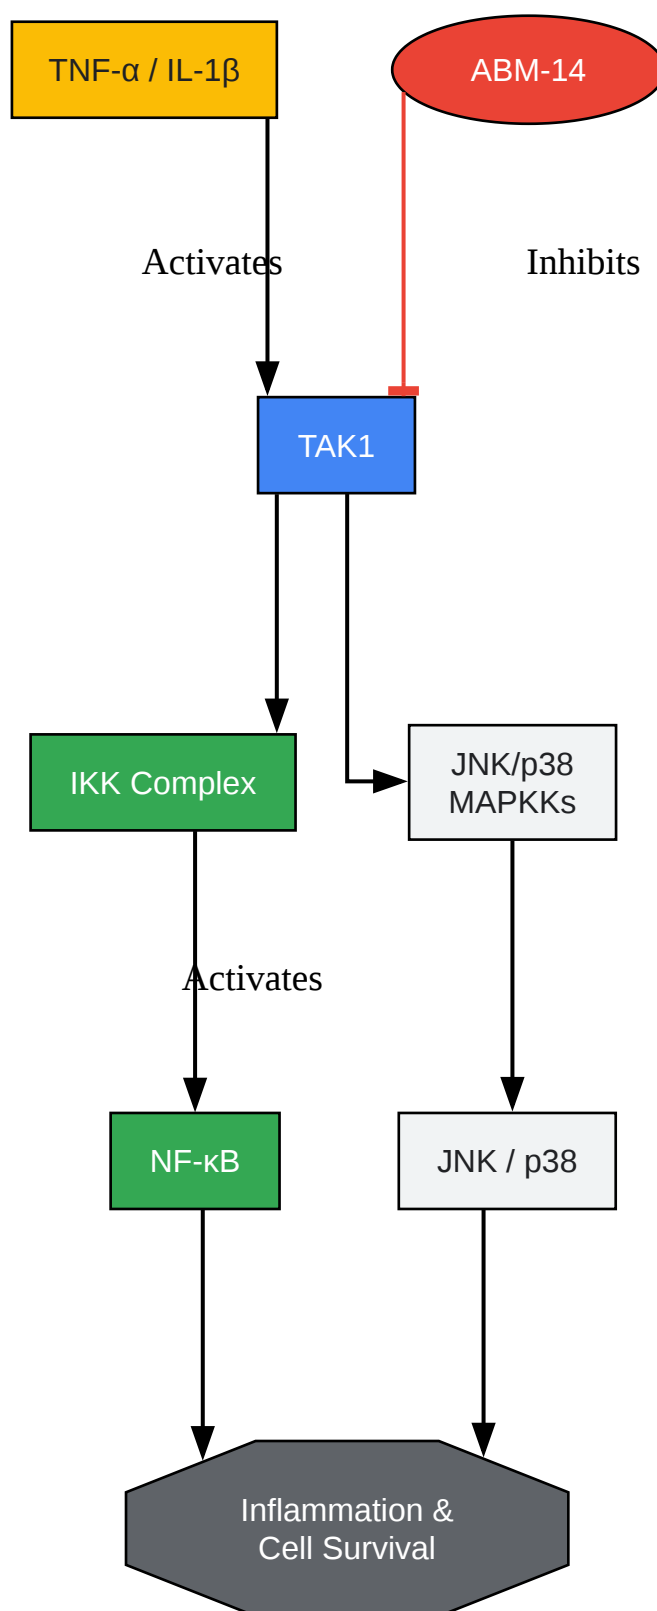 TNF-α / IL-1β
ABM-14
Activates
Inhibits
TAK1
IKK Complex
JNK/p38
MAPKKs
Activates
NF-κB
JNK / p38
Inflammation &
Cell Survival